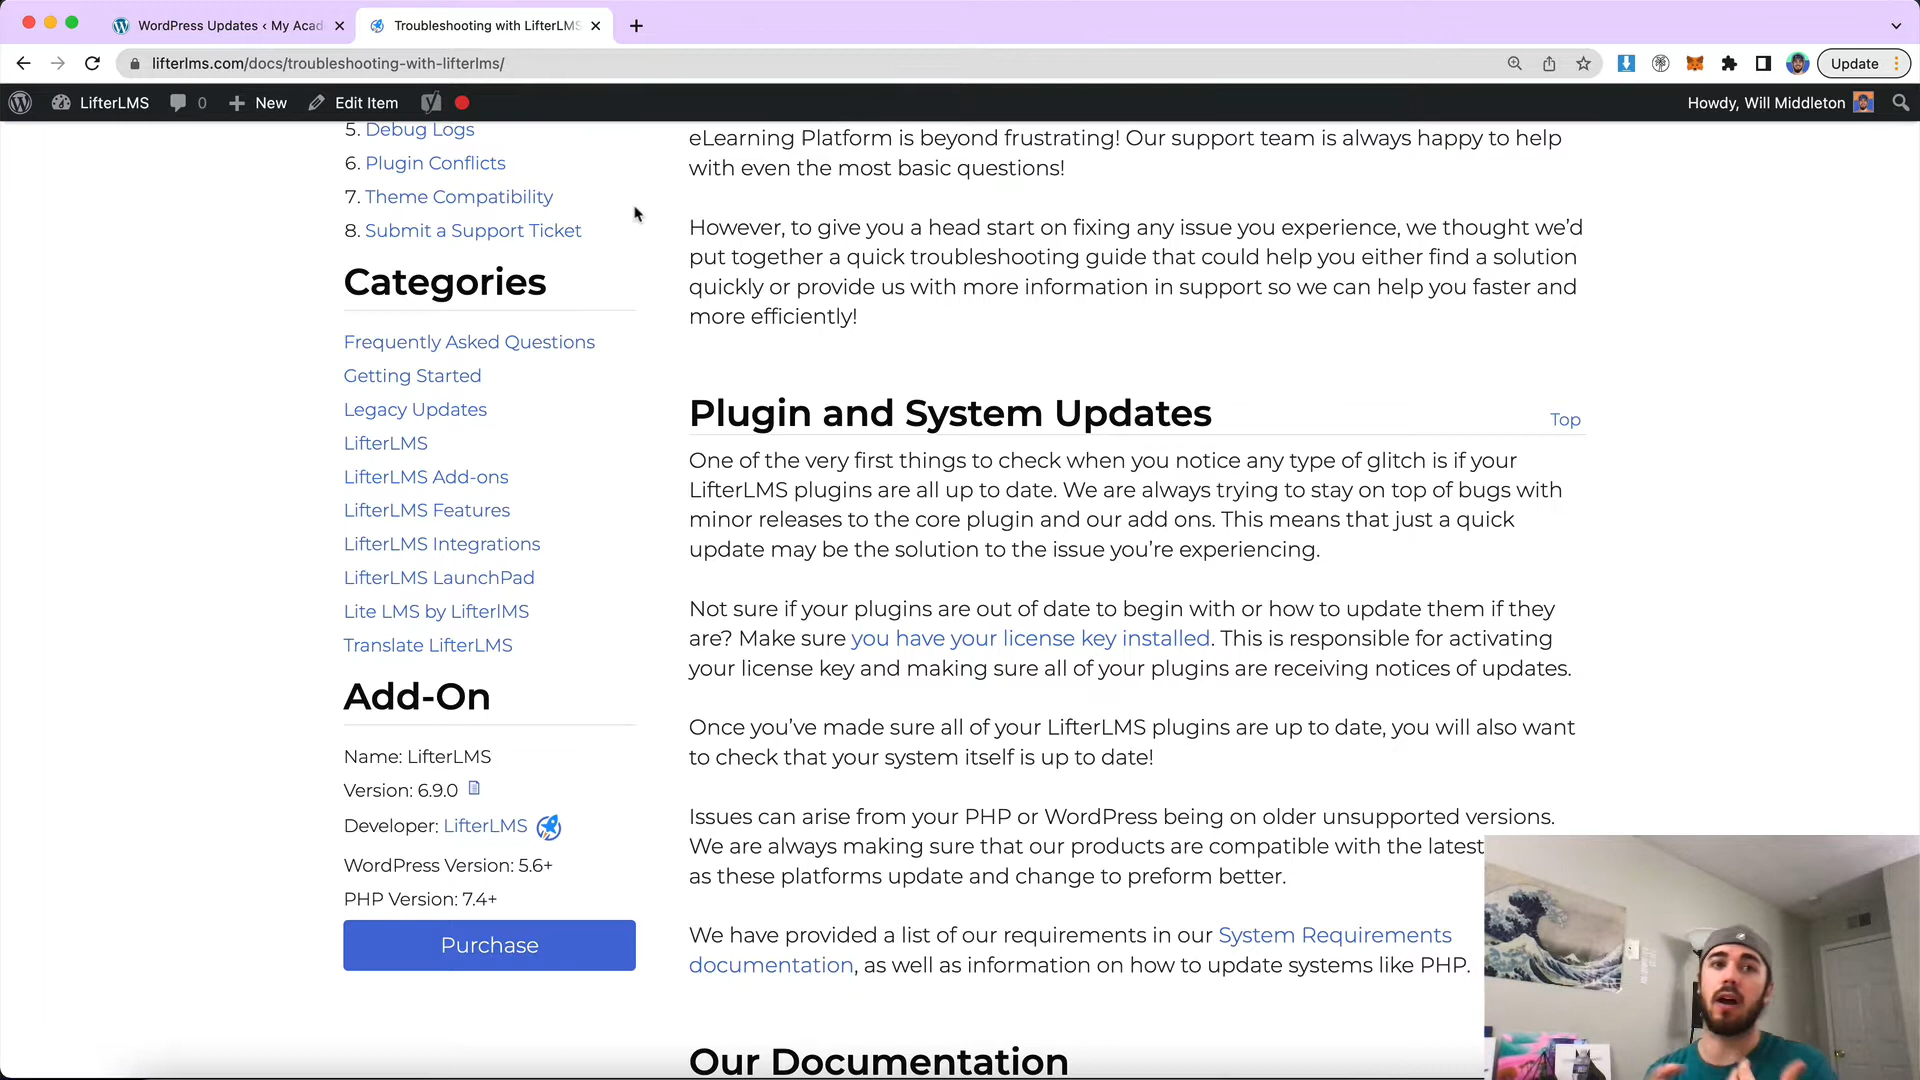 WordPress Updates ‹ My Acad
Troubleshooting with LifterLMS
lifterlms.com/docs/troubleshooting-with-lifterlms/
Update
LifterLMS
0
New
Edit Item
Howdy, Will Middleton
5. Debug Logs
6. Plugin Conflicts
7. Theme Compatibility
8. Submit a Support Ticket
Categories
Frequently Asked Questions
Getting Started
Legacy Updates
LifterLMS
LifterLMS Add-ons
LifterLMS Features
LifterLMS Integrations
LifterLMS LaunchPad
Lite LMS by LifterlMS
Translate LifterLMS
Add-On
Name: LifterLMS
Version: 6.9.0
Developer: LifterLMS
WordPress Version: 5.6+
PHP Version: 7.4+
Purchase
eLearning Platform is beyond frustrating! Our support team is always happy to help
with even the most basic questions!
However, to give you a head start on fixing any issue you experience, we thought we’d
put together a quick troubleshooting guide that could help you either find a solution
quickly or provide us with more information in support so we can help you faster and
more efficiently!
Plugin and System Updates
Top
One of the very first things to check when you notice any type of glitch is if your
LifterLMS plugins are all up to date. We are always trying to stay on top of bugs with
minor releases to the core plugin and our add ons. This means that just a quick
update may be the solution to the issue you’re experiencing.
Not sure if your plugins are out of date to begin with or how to update them if they
are? Make sure you have your license key installed. This is responsible for activating
your license key and making sure all of your plugins are receiving notices of updates.
Once you’ve made sure all of your LifterLMS plugins are up to date, you will also want
to check that your system itself is up to date!
Issues can arise from your PHP or WordPress being on older unsupported versions.
We are always making sure that our products are compatible with the latest
as these platforms update and change to preform better.
We have provided a list of our requirements in our System Requirements
documentation, as well as information on how to update systems like PHP.
Our Documentation